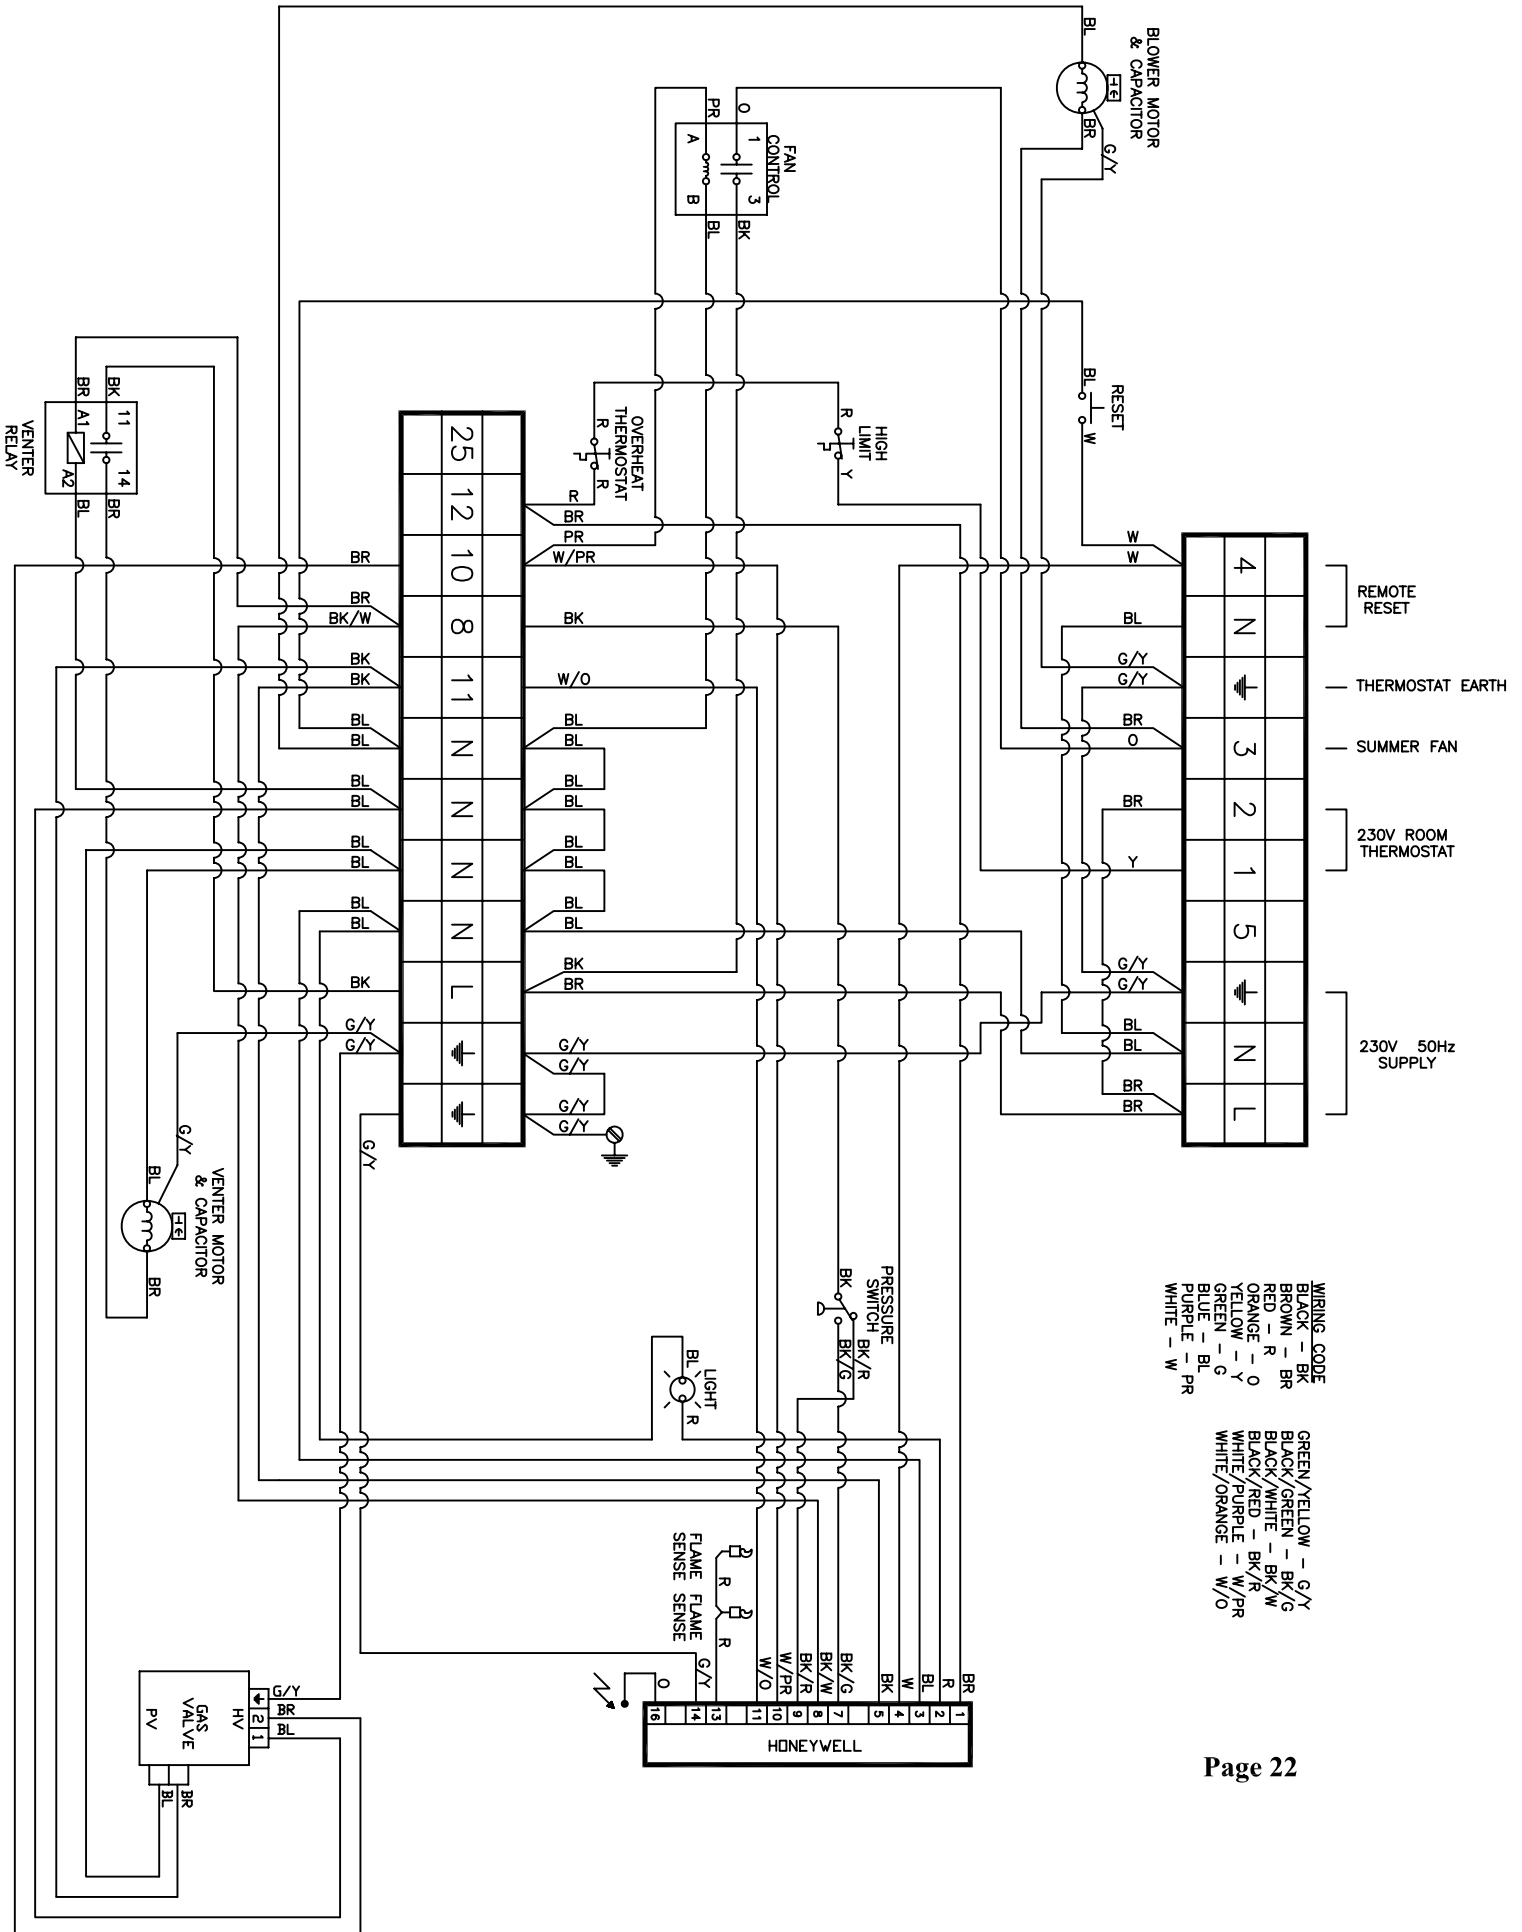 BL
BLOWER MOTOR
& CAPACITOR
BR
G/Y
PR
O
FAN
CONTROL
A
1
B
3
BL
BK
BL
RESET
W
R
HIGH
LIMIT
Y
OVERHEAT
THERMOSTAT
R
R
BR
BK
A1
11
A2
14
BL
BR
VENTER
RELAY
25
12
10
8
11
N
N
N
N
L
R
BR
PR
W/PR
BK
W/O
BL
BL
BL
BL
BL
BL
BL
BL
BK
BR
G/Y
G/Y
G/Y
G/Y
BR
BR
BK/W
BK
BK
BL
BL
BL
BL
BL
BL
BL
BL
BK
G/Y
G/Y
G/Y
W
W
BL
G/Y
G/Y
BR
O
BR
Y
G/Y
G/Y
BL
BL
BR
BR
4
N
3
2
1
5
N
L
REMOTE
RESET
THERMOSTAT EARTH
SUMMER FAN
230V ROOM
THERMOSTAT
230V 50Hz
SUPPLY
G/Y
BL
VENTER MOTOR
& CAPACITOR
BR
PRESSURE
SWITCH
BK
BK/R
BK/G
BL
LIGHT
R
WIRING CODE
BLACK - BK
BROWN - BR
RED - R
ORANGE - O
YELLOW - Y
GREEN - G
BLUE - BL
PURPLE - PR
WHITE - W
GREEN/YELLOW - G/Y
BLACK/GREEN - BK/G
BLACK/WHITE - BK/W
BLACK/RED - BK/R
WHITE/PURPLE - W/PR
WHITE/ORANGE - W/O
FLAME FLAME
SENSE SENSE
R
R
O
G/Y
W/O
W/PR
BK/R
BK/W
BK/G
BK
W
BL
R
BR
16
14
13
11
10
9
8
7
5
4
3
2
1
HONEYWELL
G/Y
BR
BL
2
1
HV
GAS
VALVE
PV
BL
BR
Page 22